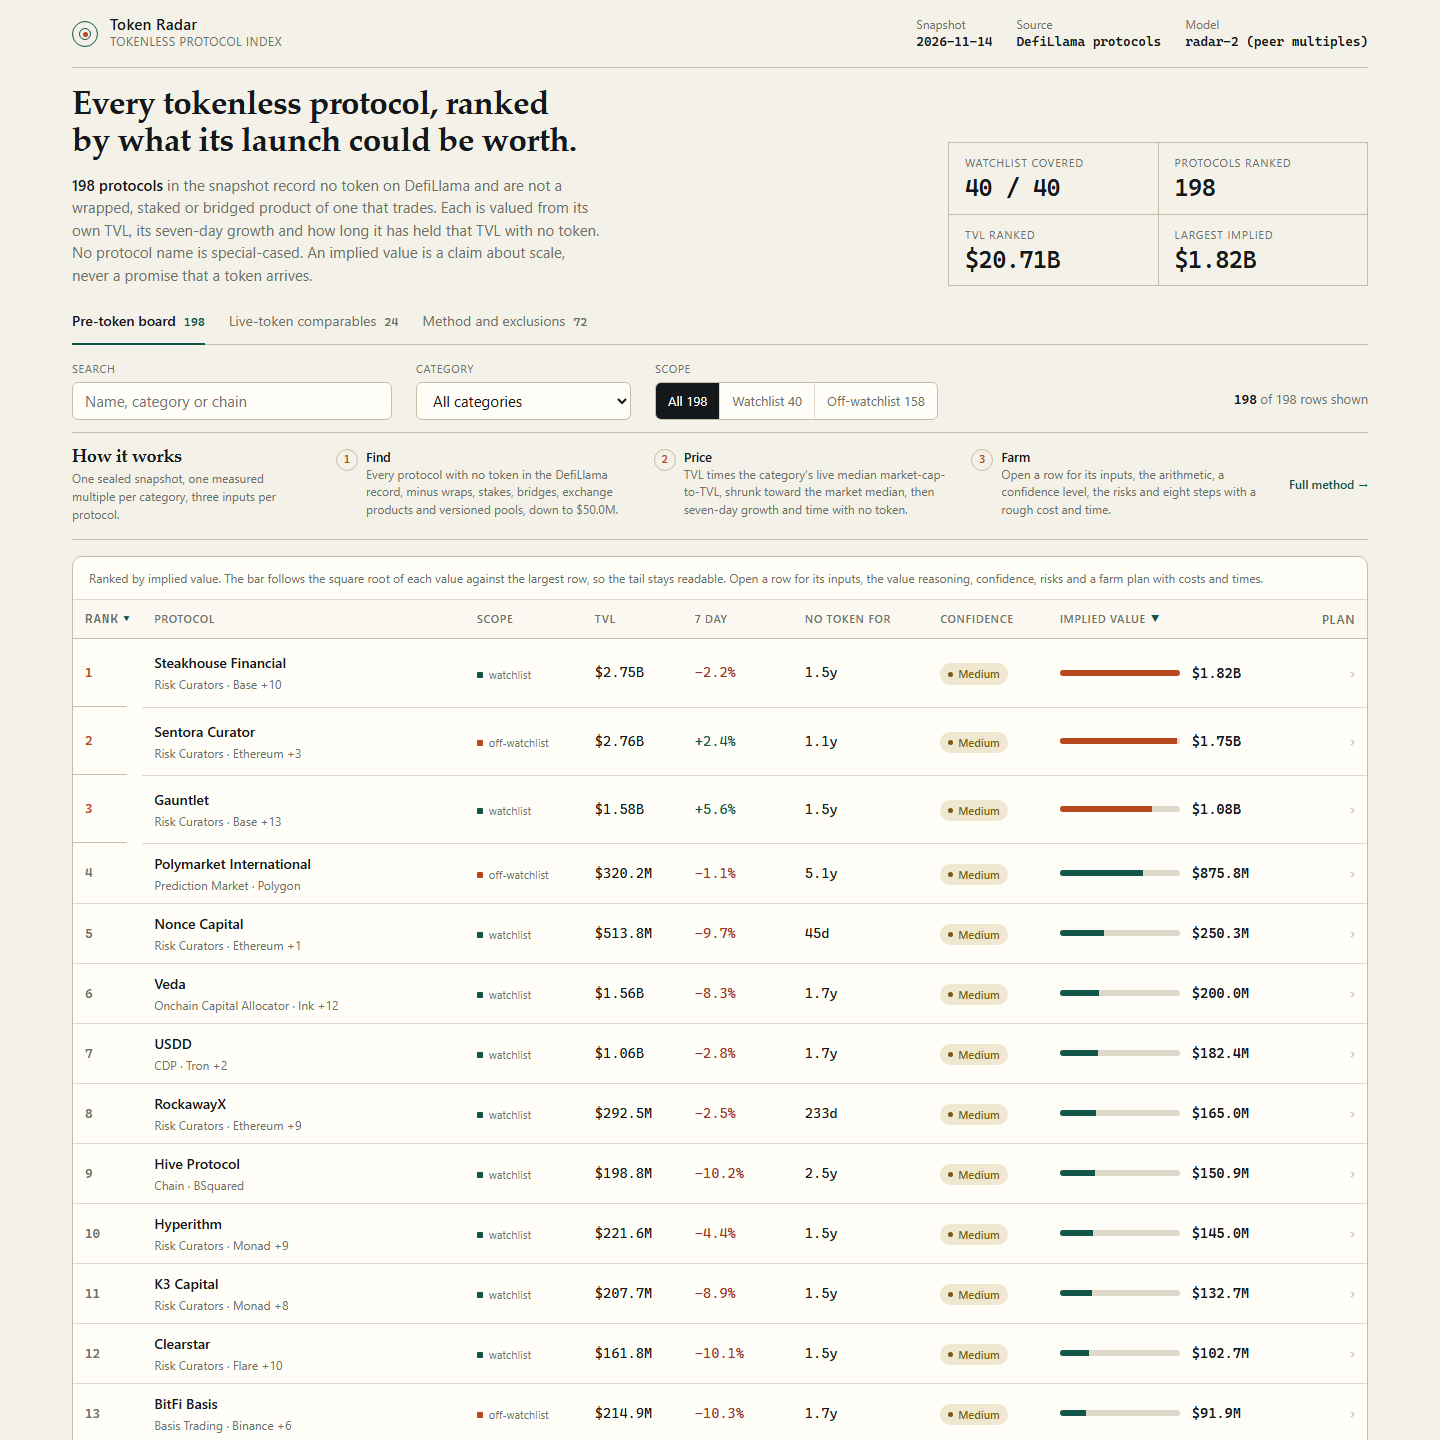 Token Radar
TOKENLESS PROTOCOL INDEX
Snapshot
2026-11-14
Source
DefiLlama protocols
Model
radar-2 (peer multiples)
Every tokenless protocol, ranked
by what its launch could be worth.
198 protocols in the snapshot record no token on DefiLlama and are not a
wrapped, staked or bridged product of one that trades. Each is valued from its
own TVL, its seven-day growth and how long it has held that TVL with no token.
No protocol name is special-cased. An implied value is a claim about scale,
never a promise that a token arrives.
WATCHLIST COVERED
40 / 40
PROTOCOLS RANKED
198
TVL RANKED
$20.71B
LARGEST IMPLIED
$1.82B
Pre-token board 198
Live-token comparables 24
Method and exclusions 72
SEARCH
Name, category or chain
CATEGORY
All categories
SCOPE
All 198
Watchlist 40
Off-watchlist 158
198 of 198 rows shown
How it works
One sealed snapshot, one measured
multiple per category, three inputs per
protocol.
1 Find
Every protocol with no token in the DefiLlama
record, minus wraps, stakes, bridges, exchange
products and versioned pools, down to $50.0M.
2 Price
TVL times the category's live median market-cap-
to-TVL, shrunk toward the market median, then
seven-day growth and time with no token.
3 Farm
Open a row for its inputs, the arithmetic, a
confidence level, the risks and eight steps with a
rough cost and time.
Full method →
Ranked by implied value. The bar follows the square root of each value against the largest row, so the tail stays readable. Open a row for its inputs, the value reasoning, confidence, risks and a farm plan with costs and times.
RANK ▼ PROTOCOL SCOPE TVL 7 DAY NO TOKEN FOR CONFIDENCE IMPLIED VALUE ▼ PLAN
1 Steakhouse Financial watchlist $2.75B −2.2% 1.5y Medium $1.82B ›
Risk Curators · Base +10
2 Sentora Curator off-watchlist $2.76B +2.4% 1.1y Medium $1.75B ›
Risk Curators · Ethereum +3
3 Gauntlet watchlist $1.58B +5.6% 1.5y Medium $1.08B ›
Risk Curators · Base +13
4 Polymarket International off-watchlist $320.2M −1.1% 5.1y Medium $875.8M ›
Prediction Market · Polygon
5 Nonce Capital watchlist $513.8M −9.7% 45d Medium $250.3M ›
Risk Curators · Ethereum +1
6 Veda watchlist $1.56B −8.3% 1.7y Medium $200.0M ›
Onchain Capital Allocator · Ink +12
7 USDD watchlist $1.06B −2.8% 1.7y Medium $182.4M ›
CDP · Tron +2
8 RockawayX watchlist $292.5M −2.5% 233d Medium $165.0M ›
Risk Curators · Ethereum +9
9 Hive Protocol watchlist $198.8M −10.2% 2.5y Medium $150.9M ›
Chain · BSquared
10 Hyperithm watchlist $221.6M −4.4% 1.5y Medium $145.0M ›
Risk Curators · Monad +9
11 K3 Capital watchlist $207.7M −8.9% 1.5y Medium $132.7M ›
Risk Curators · Monad +8
12 Clearstar watchlist $161.8M −10.1% 1.5y Medium $102.7M ›
Risk Curators · Flare +10
13 BitFi Basis off-watchlist $214.9M −10.3% 1.7y Medium $91.9M ›
Basis Trading · Binance +6